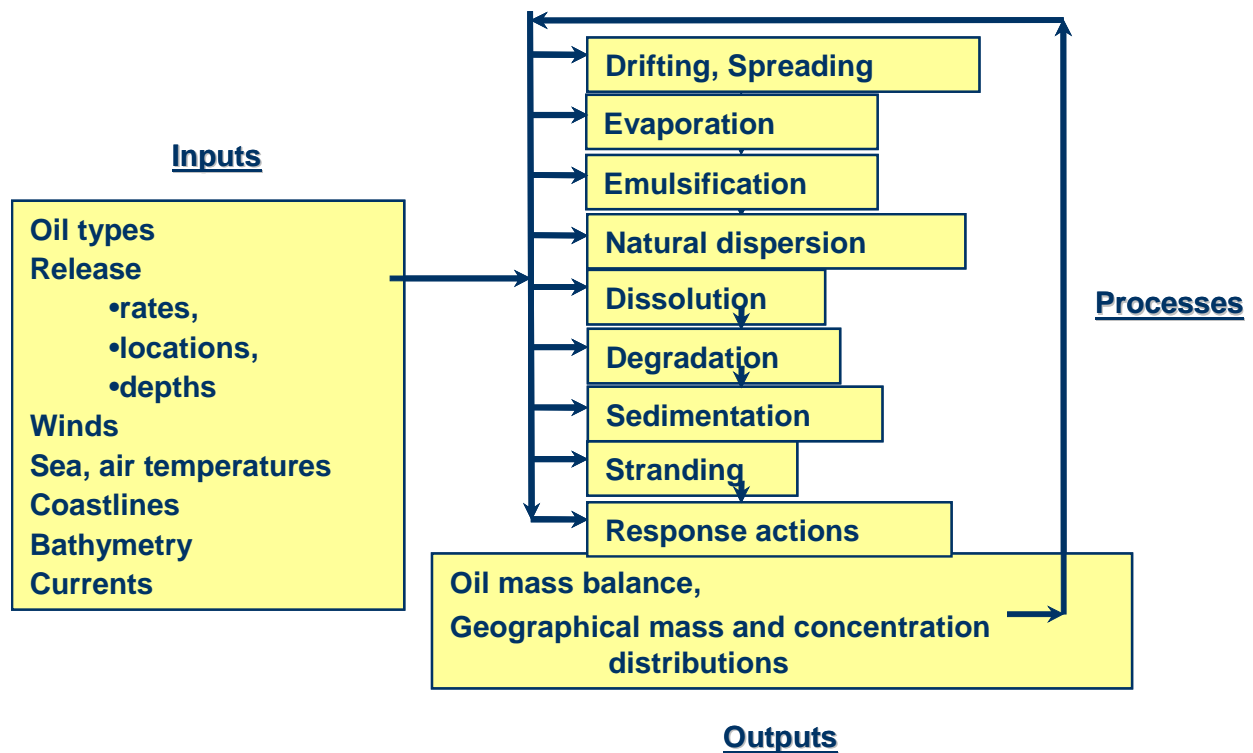 Inputs
Oil types
Release
•rates,
•locations,
•depths
Winds
Sea, air temperatures
Coastlines
Bathymetry
Currents
Drifting, Spreading
Evaporation
Emulsification
Natural dispersion
Dissolution
Degradation
Sedimentation
Stranding
Response actions
Processes
Oil mass balance,
Geographical mass and concentration
distributions
Outputs